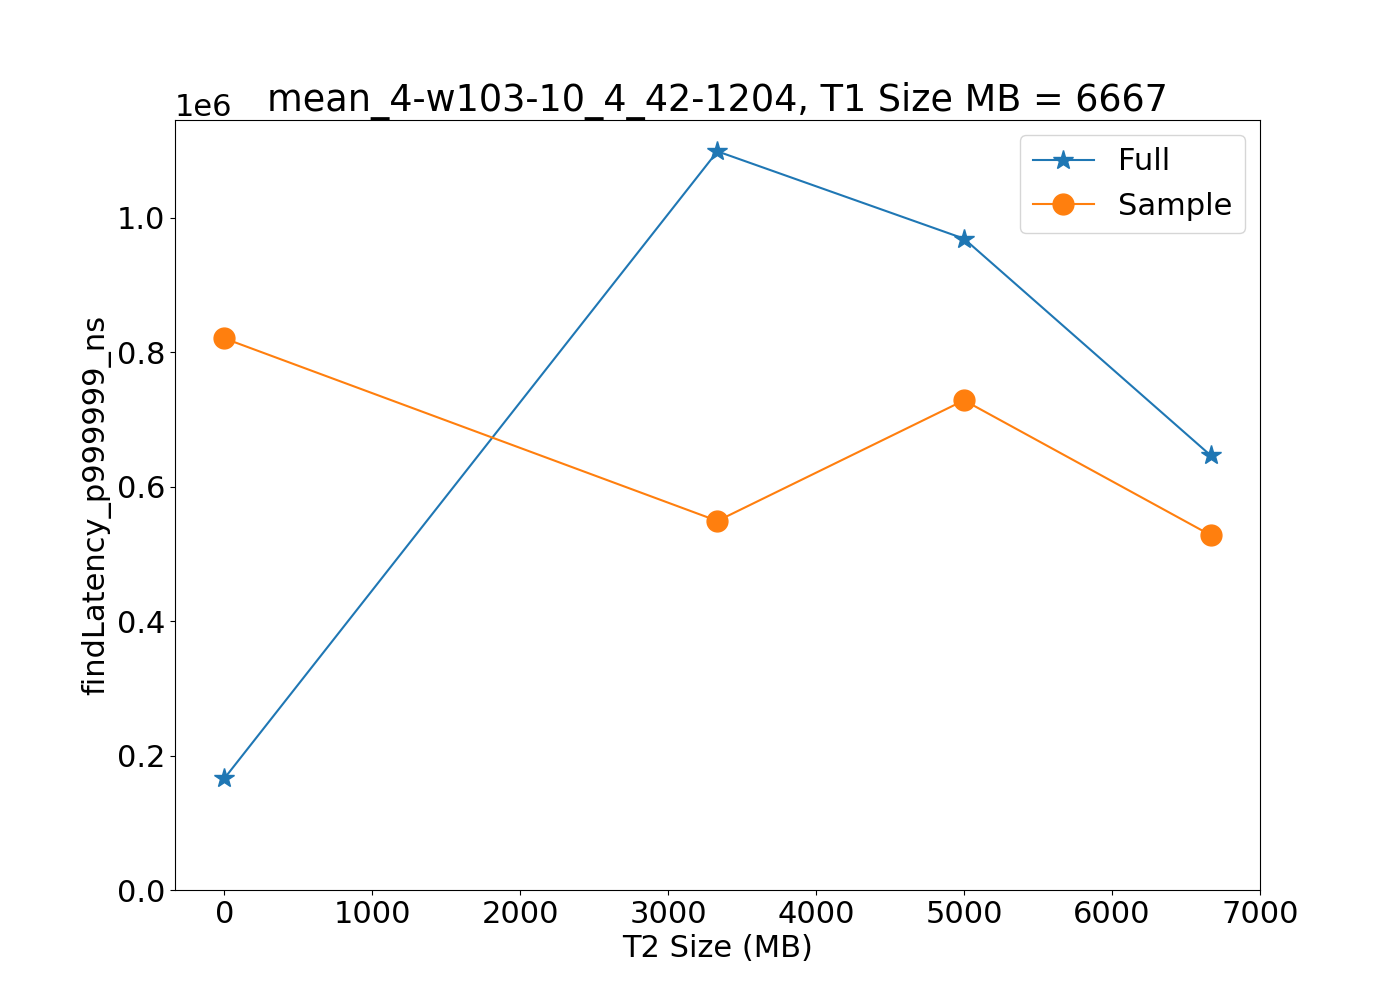 1e6
mean_4-w103-10_4_42-1204, T1 Size MB = 6667
Full
Sample
1.0
0.8
0.6
0.4
0.2
0.0
findLatency_p999999_ns
0 1000 2000 3000 4000 5000 6000 7000
T2 Size (MB)